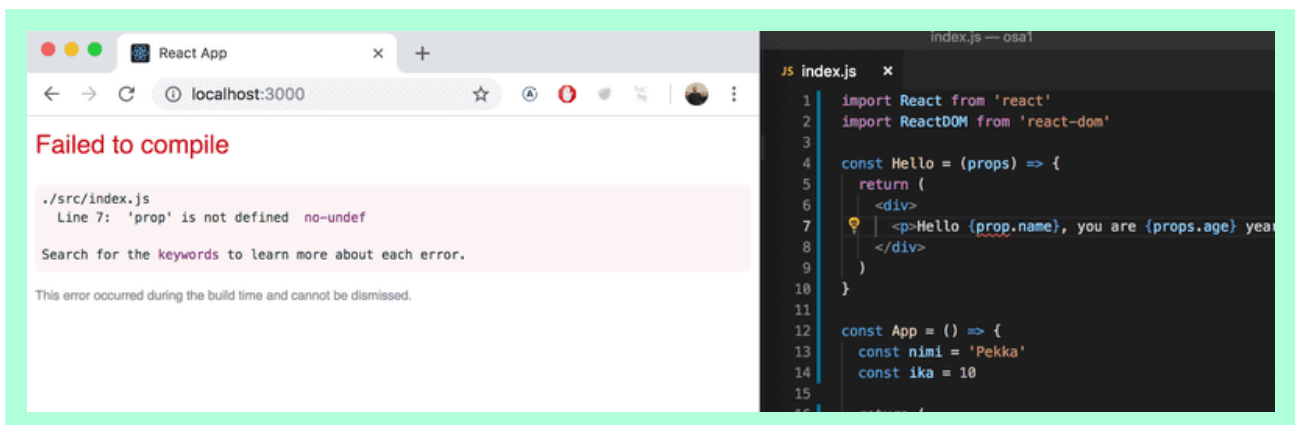 React App
localhost:3000
Failed to compile
./src/index.js
Line 7: 'prop' is not defined no-undef
Search for the keywords to learn more about each error.
This error occurred during the build time and cannot be dismissed.
index.js — osa1
JS index.js
1 import React from 'react'
2 import ReactDOM from 'react-dom'
3
4 const Hello = (props) => {
5 return (
6 <div>
7 <p>Hello {prop.name}, you are {props.age} year
8 </div>
9 )
10 }
11
12 const App = () => {
13 const nimi = 'Pekka'
14 const ika = 10
15